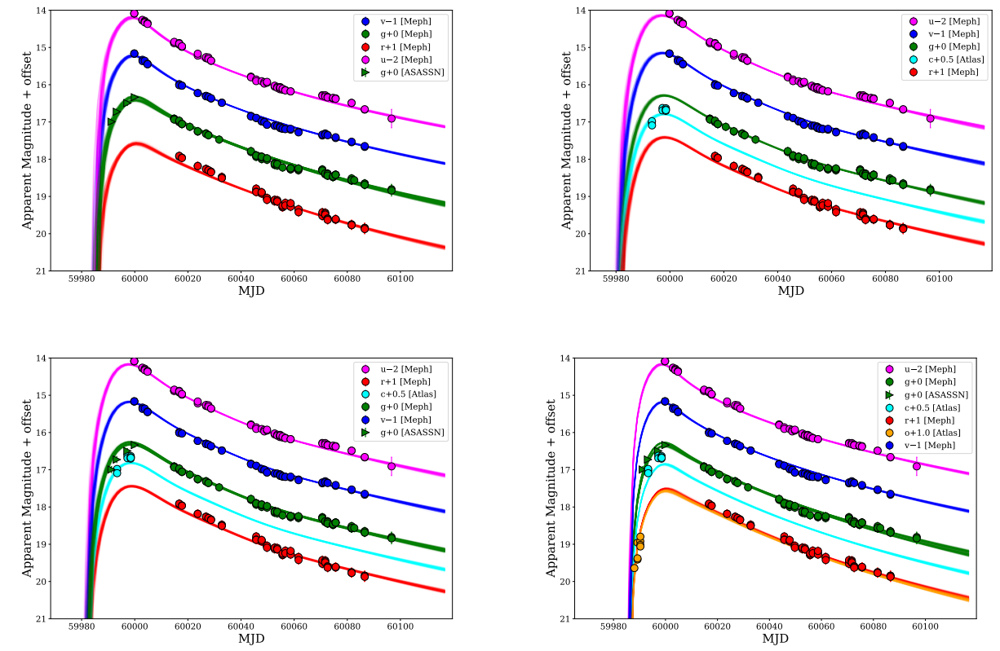 14
15
16
17
18
19
20
21
59980
60000
60020
60040
60060
60080
60100
MJD
Apparent Magnitude + offset
v−1 [Meph]
g+0 [Meph]
r+1 [Meph]
u−2 [Meph]
g+0 [ASASSN]
14
15
16
17
18
19
20
21
59980
60000
60020
60040
60060
60080
60100
MJD
Apparent Magnitude + offset
u−2 [Meph]
v−1 [Meph]
g+0 [Meph]
c+0.5 [Atlas]
r+1 [Meph]
14
15
16
17
18
19
20
21
59980
60000
60020
60040
60060
60080
60100
MJD
Apparent Magnitude + offset
u−2 [Meph]
r+1 [Meph]
c+0.5 [Atlas]
g+0 [Meph]
v−1 [Meph]
g+0 [ASASSN]
14
15
16
17
18
19
20
21
59980
60000
60020
60040
60060
60080
60100
MJD
Apparent Magnitude + offset
u−2 [Meph]
g+0 [Meph]
g+0 [ASASSN]
c+0.5 [Atlas]
r+1 [Meph]
o+1.0 [Atlas]
v−1 [Meph]